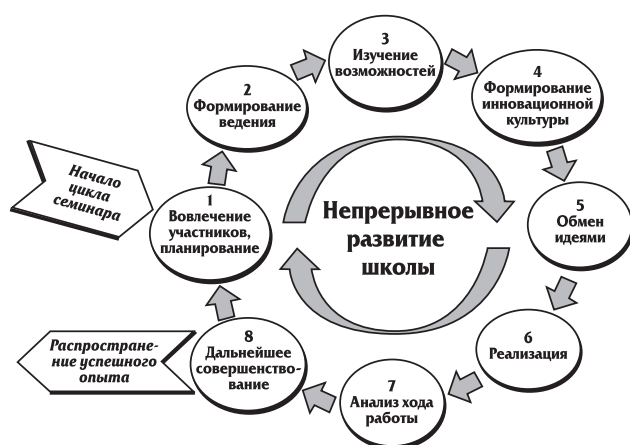 Начало
цикла
семинара
1
Вовлечение
участников,
планирование
2
Формирование
ведения
3
Изучение
возможностей
4
Формирование
инновационной
культуры
5
Обмен
идеями
6
Реализация
7
Анализ хода
работы
8
Дальнейшее
совершенство-
вание
Распростране-
ние успешного
опыта
Непрерывное
развитие
школы